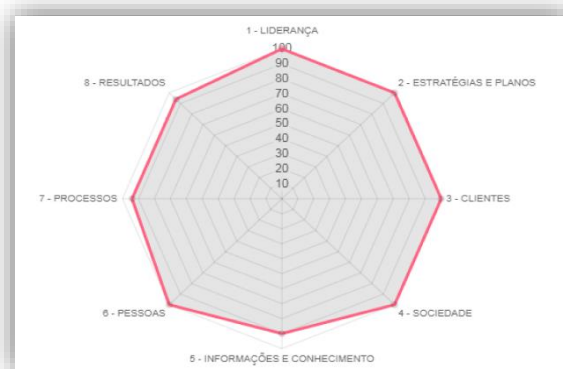 1 - LIDERANÇA
100
90
80
70
60
50
40
30
20
10
2 - ESTRATÉGIAS E PLANOS
3 - CLIENTES
4 - SOCIEDADE
5 - INFORMAÇÕES E CONHECIMENTO
6 - PESSOAS
7 - PROCESSOS
8 - RESULTADOS